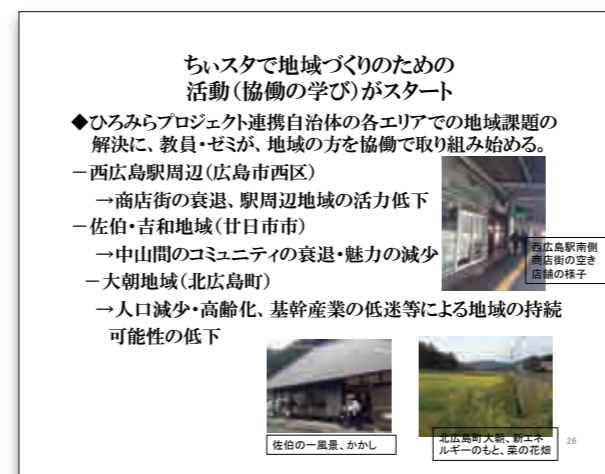 ちぃスタで地域づくりのための
活動(協働の学び)がスタート
◆ひろみらプロジェクト連携自治体の各エリアでの地域課題の
解決に、教員・ゼミが、地域の方を協働で取り組み始める。
－西広島駅周辺(広島市西区)
→商店街の衰退、駅周辺地域の活力低下
－佐伯・吉和地域(廿日市市)
→中山間のコミュニティの衰退・魅力の減少
－大朝地域(北広島町)
→人口減少・高齢化、基幹産業の低迷等による地域の持続
可能性の低下
西広島駅南側
商店街の空き
店舗の様子
佐伯の一風景、かかし
北広島町大朝、新エネ
ルギーのもと、菜の花畑
26